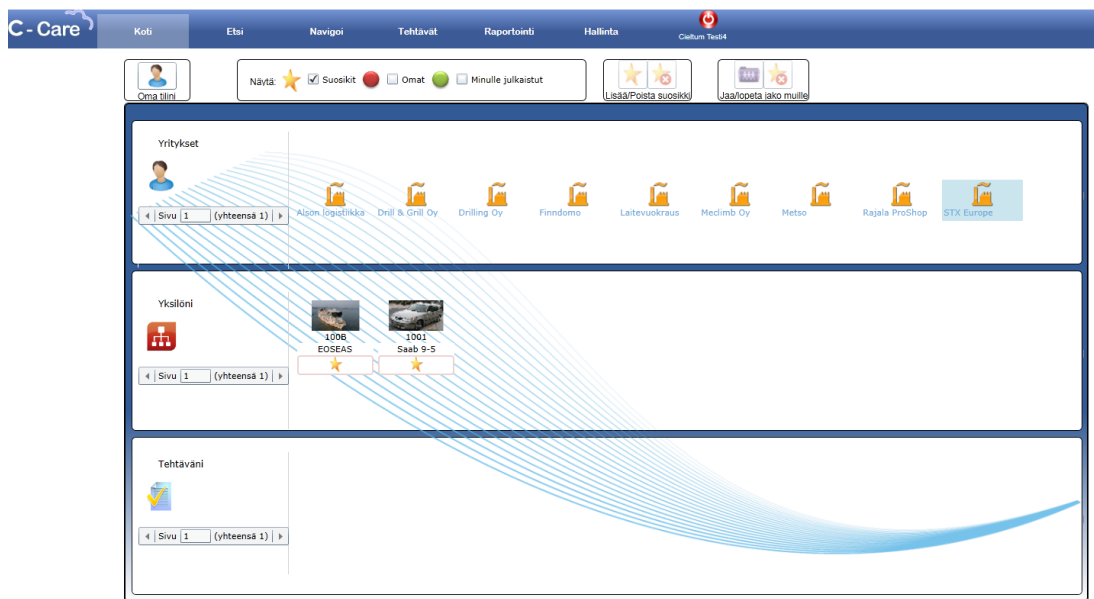 C - Care
Koti Etsi Navigoi Tehtävät Raportointi Hallinta Cieltum Testi4
Oma tilini
Näytä: Suosikit Omat Minulle julkaistut
Lisää/Poista suosikki
Jaa/lopeta jako muille
Yritykset
Sivu 1 (yhteensä 1)
Alson logistiikka Drill & Grill Oy Drilling Oy Finndomo Laitevuokraus Meclimb Oy Metso Rajala ProShop STX Europe
Yksilöni
100B 1001
EOSEAS Saab 9-5
Sivu 1 (yhteensä 1)
Tehtäväni
Sivu 1 (yhteensä 1)